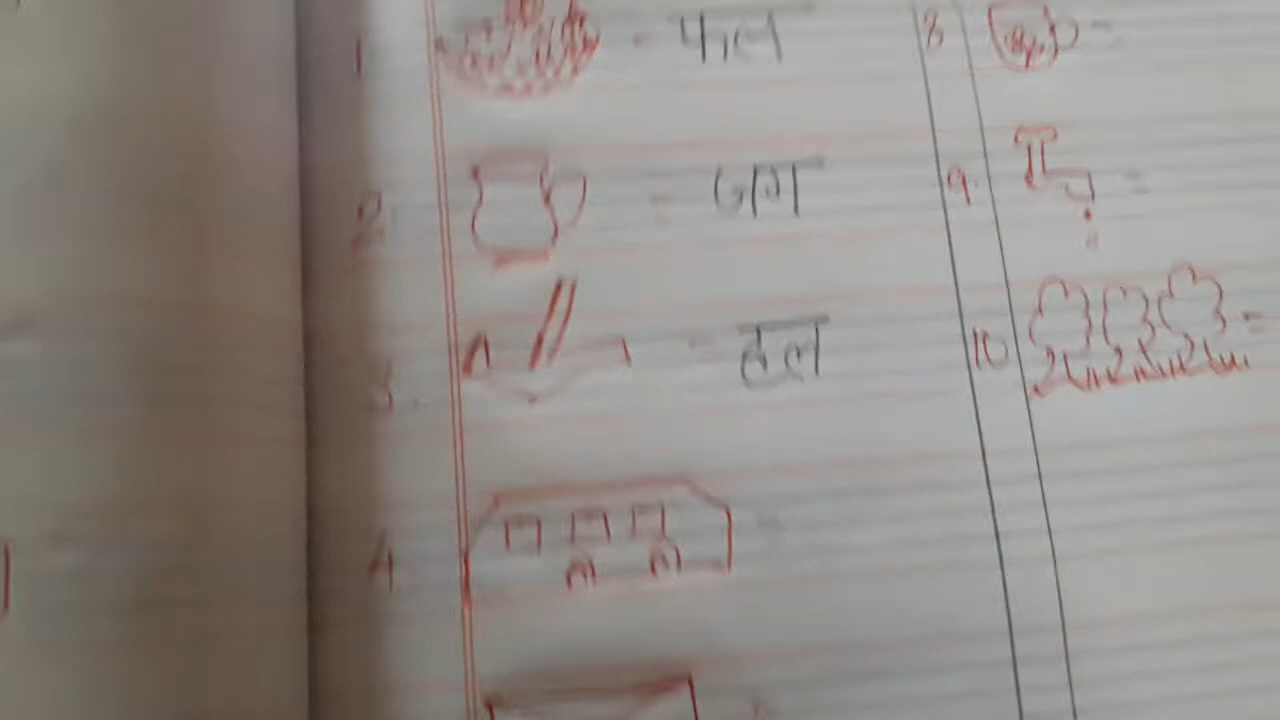 1. - फल
2. = जग
3. - हल
4.
8 =
9. =
10 =